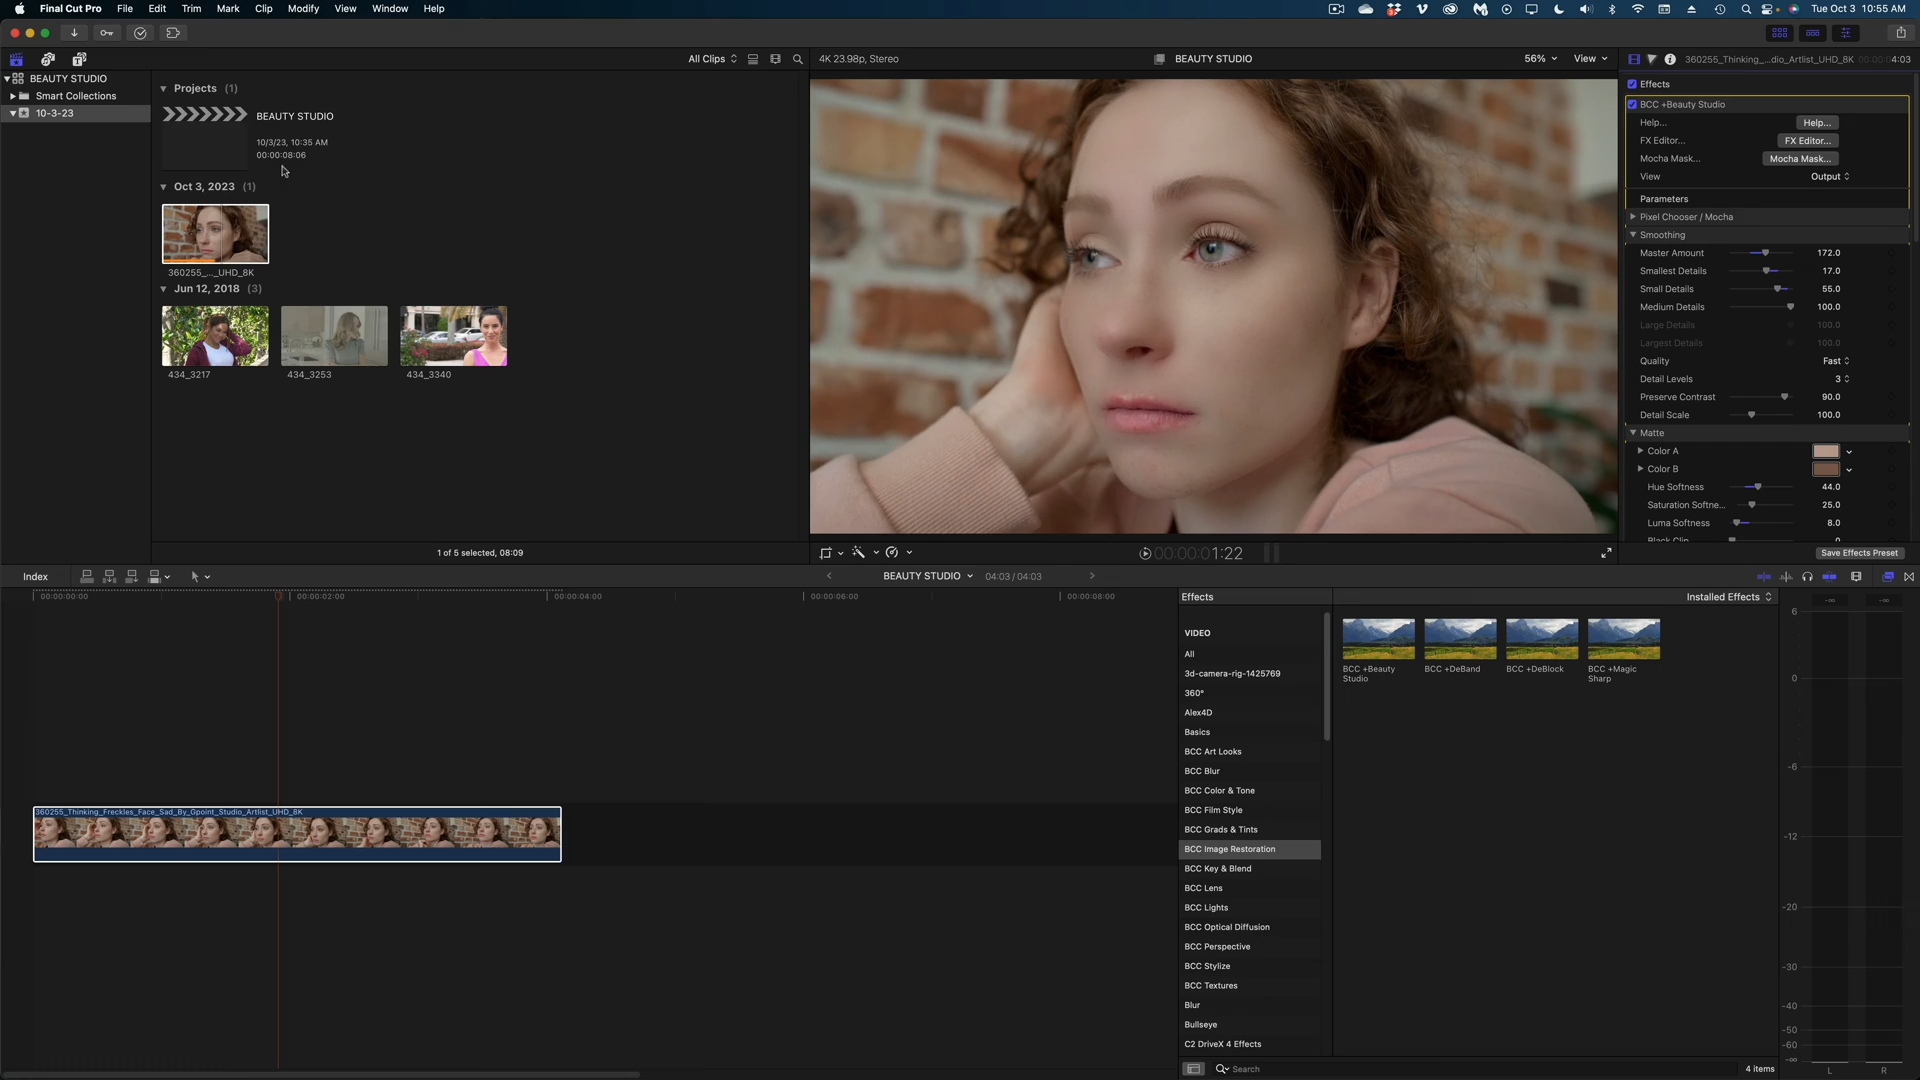 Final Cut Pro File Edit Trim Mark Clip Modify View Window Help Tue Oct 3 10:55 AM
All Clips
4K 23.98p, Stereo
BEAUTY STUDIO
56%
View
360255_Thinking_...dio_Artlist_UHD_8K
4:03
BEAUTY STUDIO
Smart Collections
10-3-23
Projects (1)
BEAUTY STUDIO
10/3/23, 10:35 AM
00:00:08:06
Oct 3, 2023 (1)
360255_..._UHD_8K
Jun 12, 2018 (3)
434_3217
434_3253
434_3340
1 of 5 selected, 08:09
00:00:01:22
Effects
BCC +Beauty Studio
Help... Help...
FX Editor... FX Editor...
Mocha Mask... Mocha Mask...
View Output
Parameters
Pixel Chooser / Mocha
Smoothing
Master Amount 172.0
Smallest Details 17.0
Small Details 55.0
Medium Details 100.0
Large Details 100.0
Largest Details 100.0
Quality Fast
Detail Levels 3
Preserve Contrast 90.0
Detail Scale 100.0
Matte
Color A
Color B
Hue Softness 44.0
Saturation Softne... 25.0
Luma Softness 8.0
Save Effects Preset
Index
BEAUTY STUDIO
04:03 / 04:03
00:00:00:00
00:00:02:00
00:00:04:00
00:00:06:00
00:00:08:00
360255_Thinking_Freckles_Face_Sad_By_Gpoint_Studio_Artlist_UHD_8K
Effects
Installed Effects
VIDEO
All
3d-camera-rig-1425769
360°
Alex4D
Basics
BCC Art Looks
BCC Blur
BCC Color & Tone
BCC Film Style
BCC Grads & Tints
BCC Image Restoration
BCC Key & Blend
BCC Lens
BCC Lights
BCC Optical Diffusion
BCC Perspective
BCC Stylize
BCC Textures
Blur
Bullseye
C2 DriveX 4 Effects
BCC +Beauty
Studio
BCC +DeBand
BCC +DeBlock
BCC +Magic
Sharp
Search
4 items
6
0
-6
-12
-20
-30
-40
-50
-60
-∞
L R